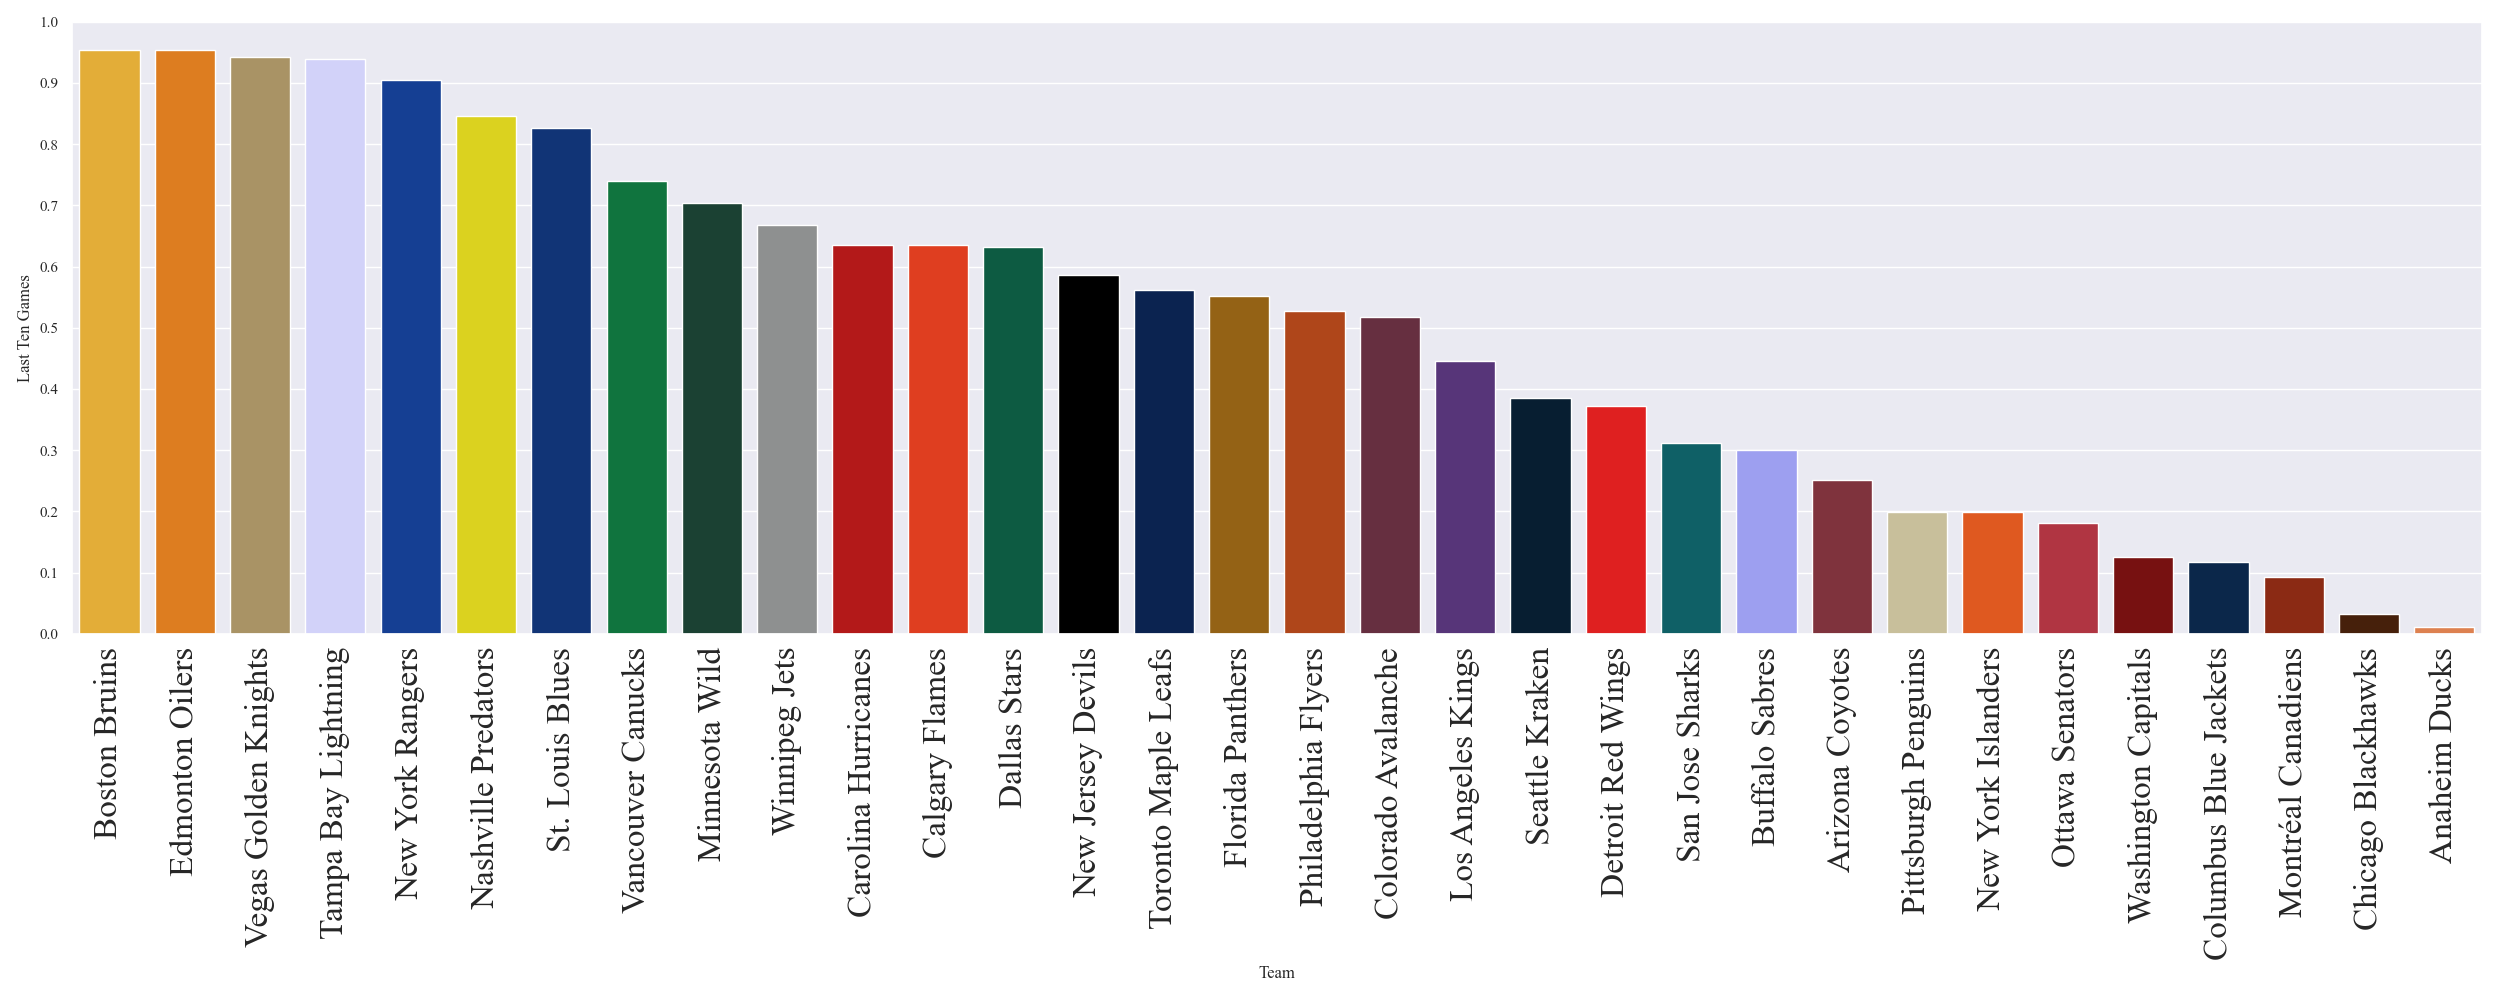 1.0
0.9
0.8
0.7
0.6
0.5
0.4
0.3
0.2
0.1
0.0
Last Ten Games
Boston Bruins
Edmonton Oilers
Vegas Golden Knights
Tampa Bay Lightning
New York Rangers
Nashville Predators
St. Louis Blues
Vancouver Canucks
Minnesota Wild
Winnipeg Jets
Carolina Hurricanes
Calgary Flames
Dallas Stars
New Jersey Devils
Toronto Maple Leafs
Florida Panthers
Philadelphia Flyers
Colorado Avalanche
Los Angeles Kings
Seattle Kraken
Detroit Red Wings
San Jose Sharks
Buffalo Sabres
Arizona Coyotes
Pittsburgh Penguins
New York Islanders
Ottawa Senators
Washington Capitals
Columbus Blue Jackets
Montréal Canadiens
Chicago Blackhawks
Anaheim Ducks
Team